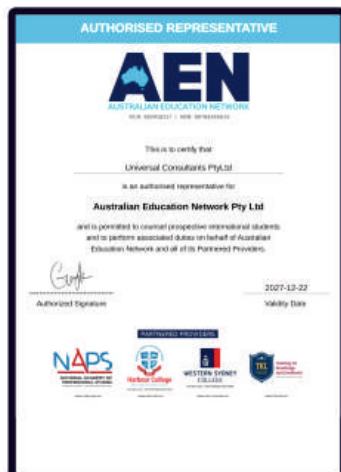 AUTHORISED REPRESENTATIVE
AEN
AUSTRALIAN EDUCATION NETWORK
This is to certify that
Universal Consultants PtyLtd
is an authorised representative for
Australian Education Network Pty Ltd
and is permitted to counsel prospective international students
and to perform associated duties on behalf of Australian
Education Network and all of its Partnered Providers.
2027-12-22
Authorized Signature
Validity Date
PARTNERED PROVIDERS
NAPS
NATIONAL ACADEMY OF
PROFESSIONAL STUDIES
Harbour College
WESTERN SYDNEY
COLLEGE
TKL